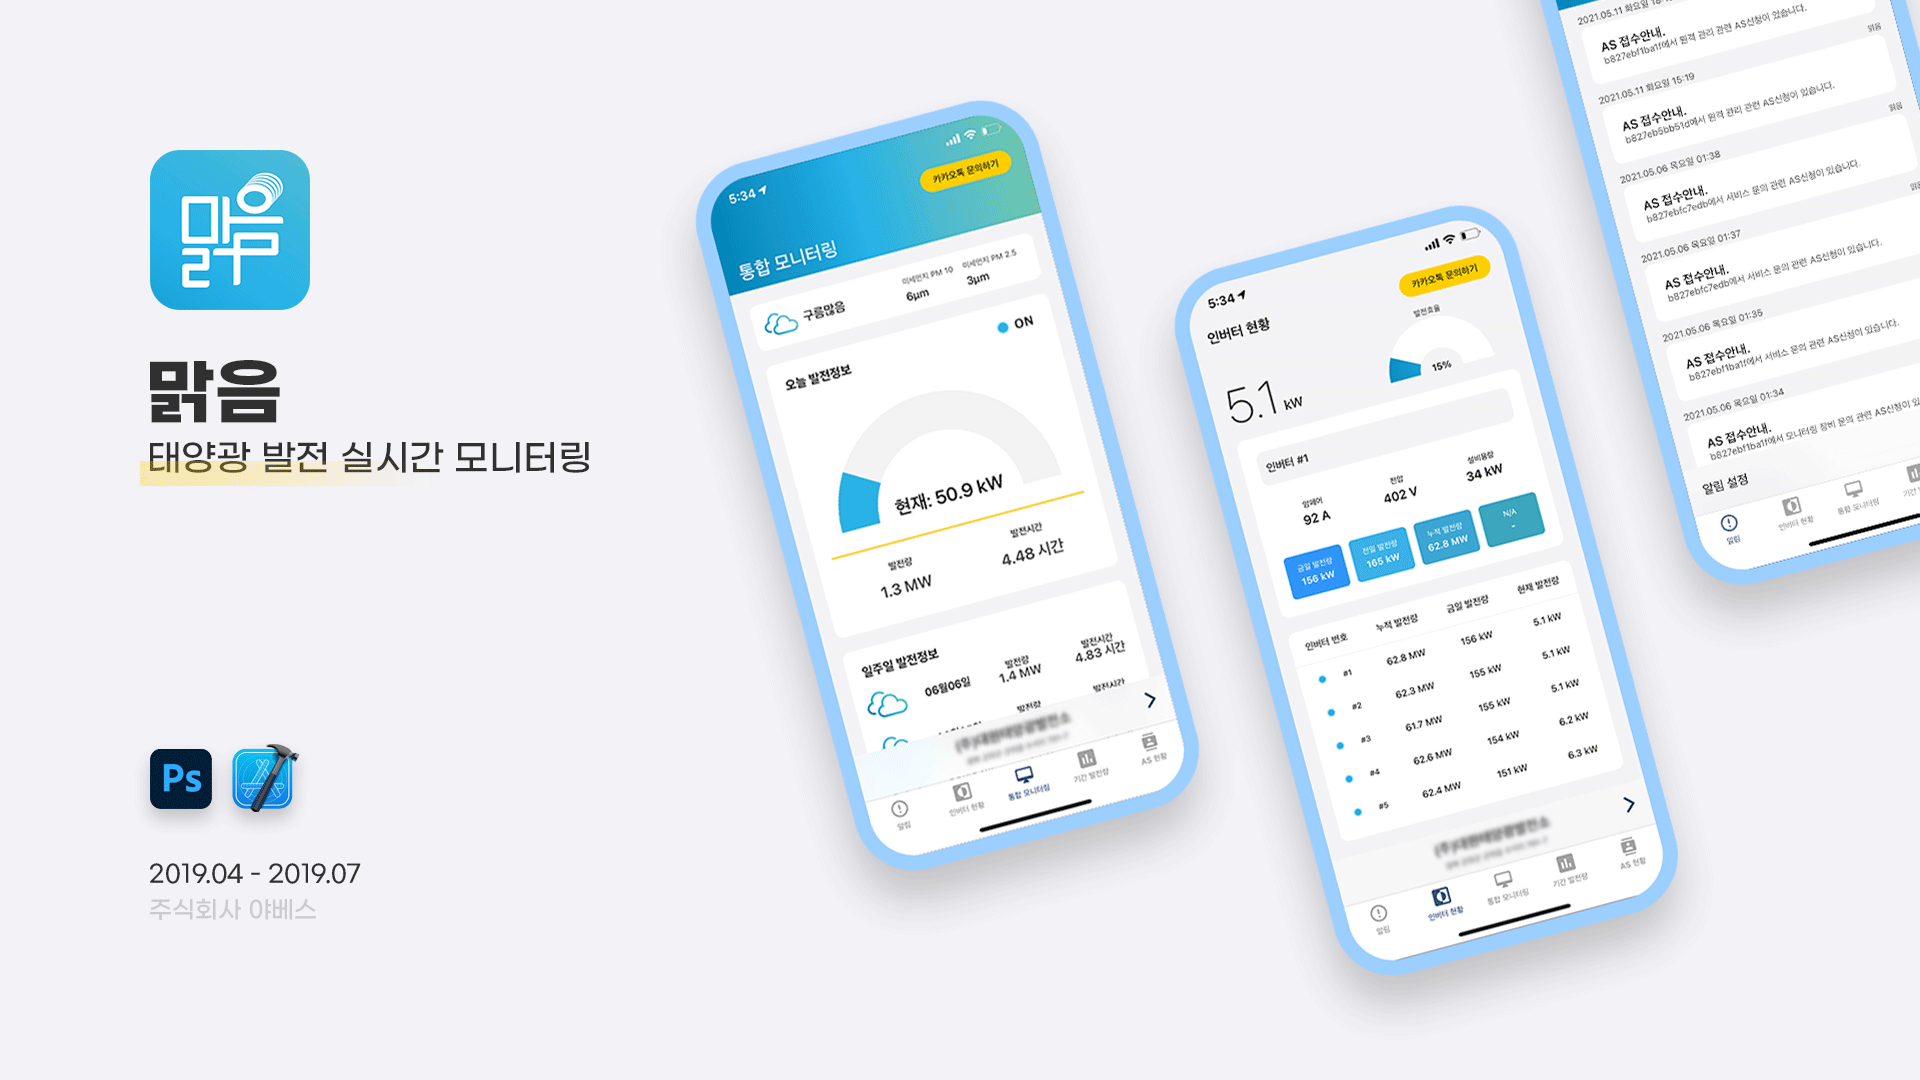 맑음
맑음
태양광 발전 실시간 모니터링
Ps
2019.04 - 2019.07
주식회사 야베스
5:34
카카오톡 문의하기
통합 모니터링
구름많음
미세먼지 PM 10
6μm
미세먼지 PM 2.5
3μm
ON
오늘 발전정보
현재: 50.9 kW
발전량
1.3 MW
발전시간
4.48 시간
일주일 발전정보
06월06일
발전량
1.4 MW
발전시간
4.83 시간
발전량
발전시간
알림
인버터 현황
통합 모니터링
기간 발전량
AS 현황
5:34
카카오톡 문의하기
인버터 현황
발전효율
15%
5.1 kW
인버터 #1
암페어
92 A
전압
402 V
설비용량
34 kW
금일 발전량
156 kW
전일 발전량
165 kW
누적 발전량
62.8 MW
N/A
-
인버터 번호 누적 발전량 금일 발전량 현재 발전량
#1 62.8 MW 156 kW 5.1 kW
#2 62.3 MW 155 kW 5.1 kW
#3 61.7 MW 155 kW 5.1 kW
#4 62.6 MW 154 kW 6.2 kW
#5 62.4 MW 151 kW 6.3 kW
알림
인버터 현황
통합 모니터링
기간 발전량
AS 현황
2021.05.11 화요일
AS 접수안내.
b827ebf1ba1f에서 원격 관리 관련 AS신청이 있습니다.
맑음
2021.05.11 화요일 15:19
AS 접수안내.
b827eb5bb51d에서 원격 관리 관련 AS신청이 있습니다.
맑음
2021.05.06 목요일 01:38
AS 접수안내.
b827ebfc7edb에서 서비스 문의 관련 AS신청이 있습니다.
2021.05.06 목요일 01:37
AS 접수안내.
b827ebfc7edb에서 서비스 문의 관련 AS신청이 있습니다.
2021.05.06 목요일 01:35
AS 접수안내.
b827ebf1ba1f에서 서비스 문의 관련 AS신청이 있습니다.
2021.05.06 목요일 01:34
AS 접수안내.
b827ebf1ba1f에서 모니터링 장비 문의 관련 AS신청이
알림 설정
알림
인버터 현황
통합 모니터링
기간